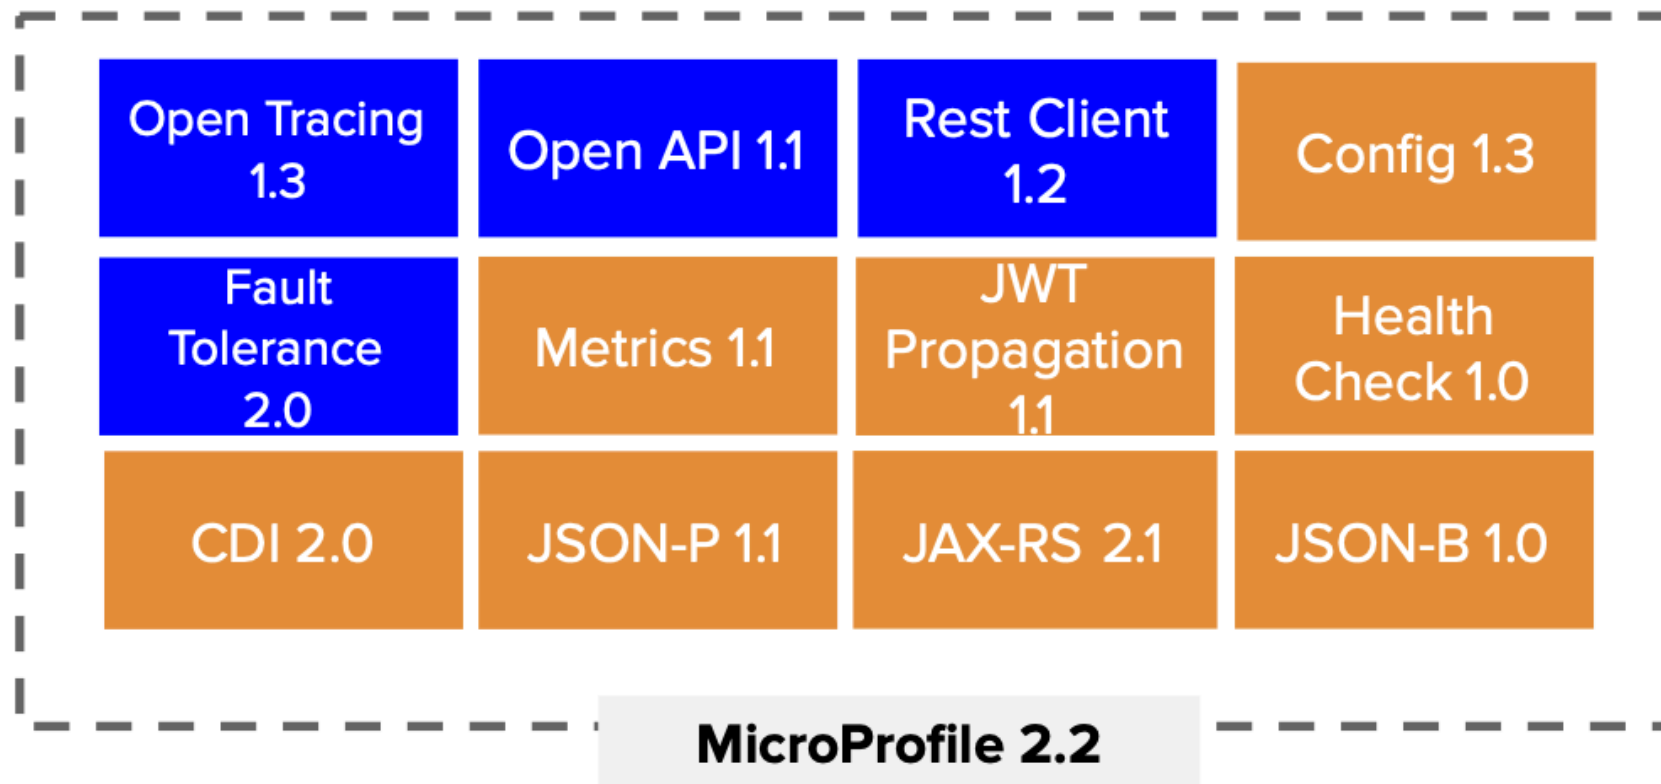 Open Tracing
1.3
Open API 1.1
Rest Client
1.2
Config 1.3
Fault
Tolerance
2.0
Metrics 1.1
JWT
Propagation
1.1
Health
Check 1.0
CDI 2.0
JSON-P 1.1
JAX-RS 2.1
JSON-B 1.0
MicroProfile 2.2